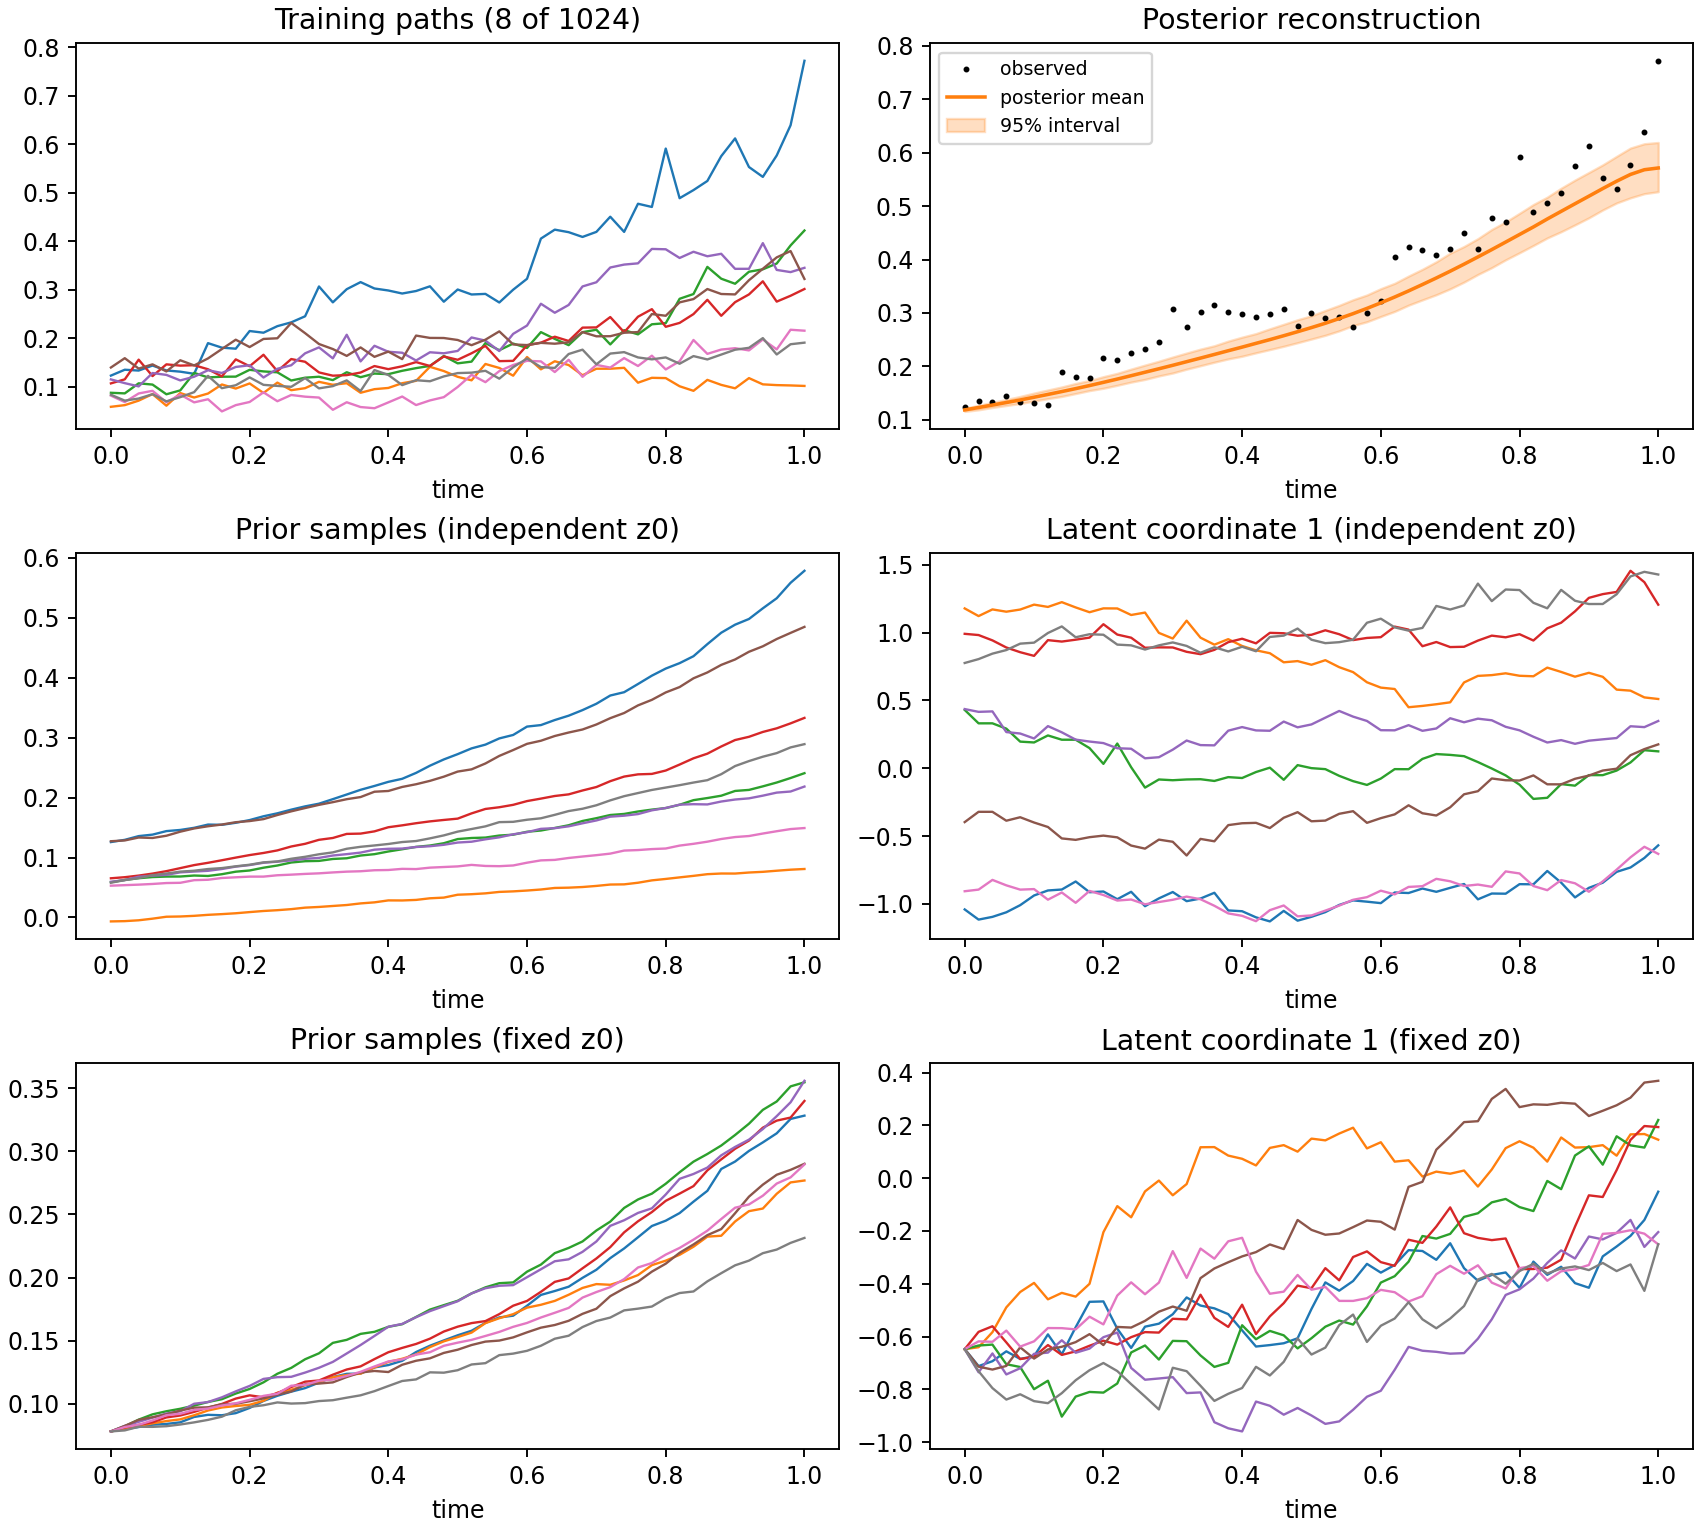 Training paths (8 of 1024)
0.8
0.7
0.6
0.5
0.4
0.3
0.2
0.1
0.0 0.2 0.4 0.6 0.8 1.0
time
Posterior reconstruction
observed
posterior mean
95% interval
0.8
0.7
0.6
0.5
0.4
0.3
0.2
0.1
0.0 0.2 0.4 0.6 0.8 1.0
time
Prior samples (independent z0)
0.6
0.5
0.4
0.3
0.2
0.1
0.0
0.0 0.2 0.4 0.6 0.8 1.0
time
Latent coordinate 1 (independent z0)
1.5
1.0
0.5
0.0
−0.5
−1.0
0.0 0.2 0.4 0.6 0.8 1.0
time
Prior samples (fixed z0)
0.35
0.30
0.25
0.20
0.15
0.10
0.0 0.2 0.4 0.6 0.8 1.0
time
Latent coordinate 1 (fixed z0)
0.4
0.2
0.0
−0.2
−0.4
−0.6
−0.8
−1.0
0.0 0.2 0.4 0.6 0.8 1.0
time